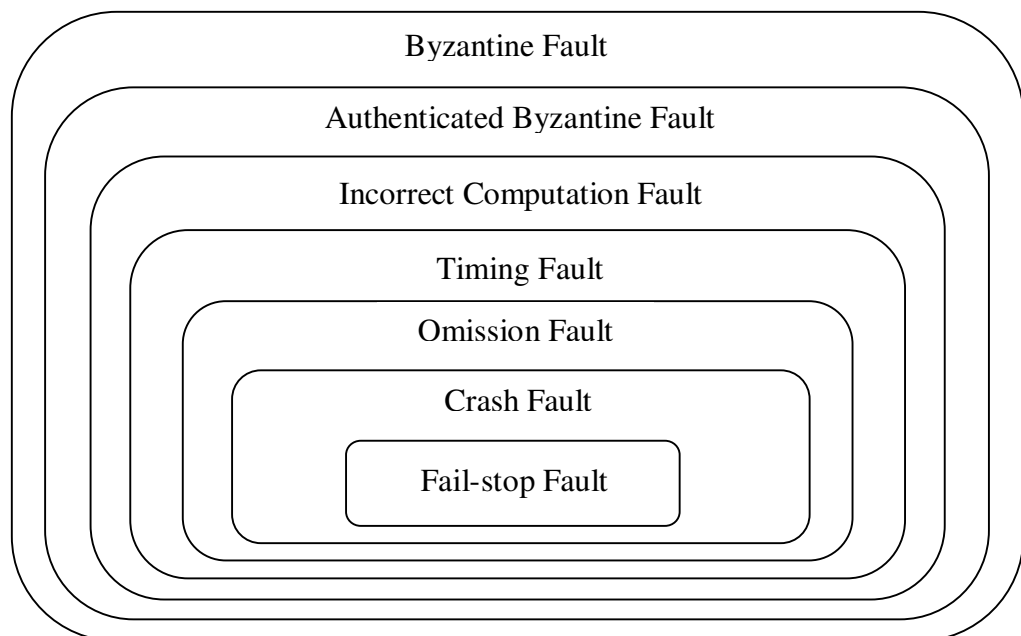 Byzantine Fault
Authenticated Byzantine Fault
Incorrect Computation Fault
Timing Fault
Omission Fault
Crash Fault
Fail-stop Fault